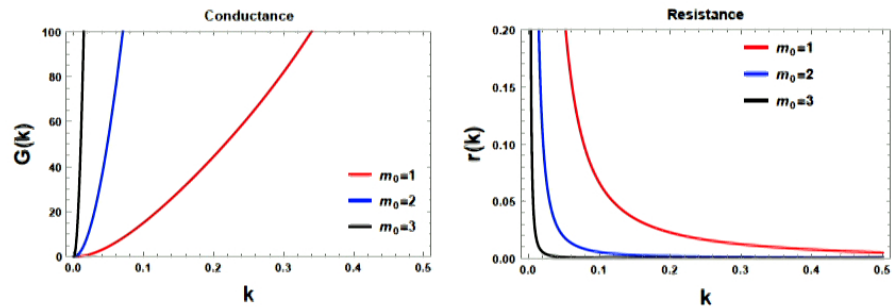 Conductance
G(k)
100
80
60
40
20
0
0.0 0.1 0.2 0.3 0.4 0.5
k
m₀=1
m₀=2
m₀=3
Resistance
r(k)
0.20
0.15
0.10
0.05
0.00
0.0 0.1 0.2 0.3 0.4 0.5
k
m₀=1
m₀=2
m₀=3